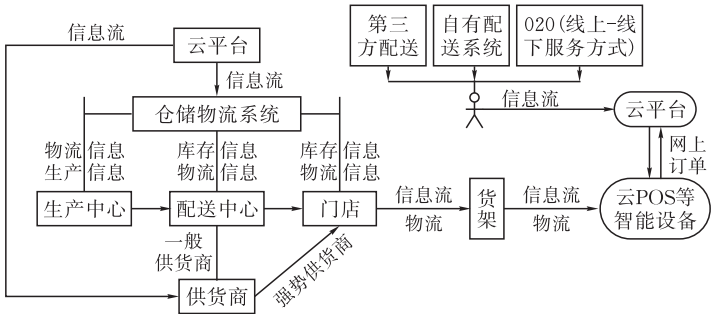 信息流
云平台
信息流
仓储物流系统
物流信息
生产信息
库存信息
物流信息
库存信息
物流信息
生产中心
配送中心
门店
一般
供货商
供货商
强势供货商
信息流
物流
货架
信息流
物流
第三
方配送
自有配
送系统
020(线上-线
下服务方式)
信息流
云平台
网上
订单
云POS等
智能设备